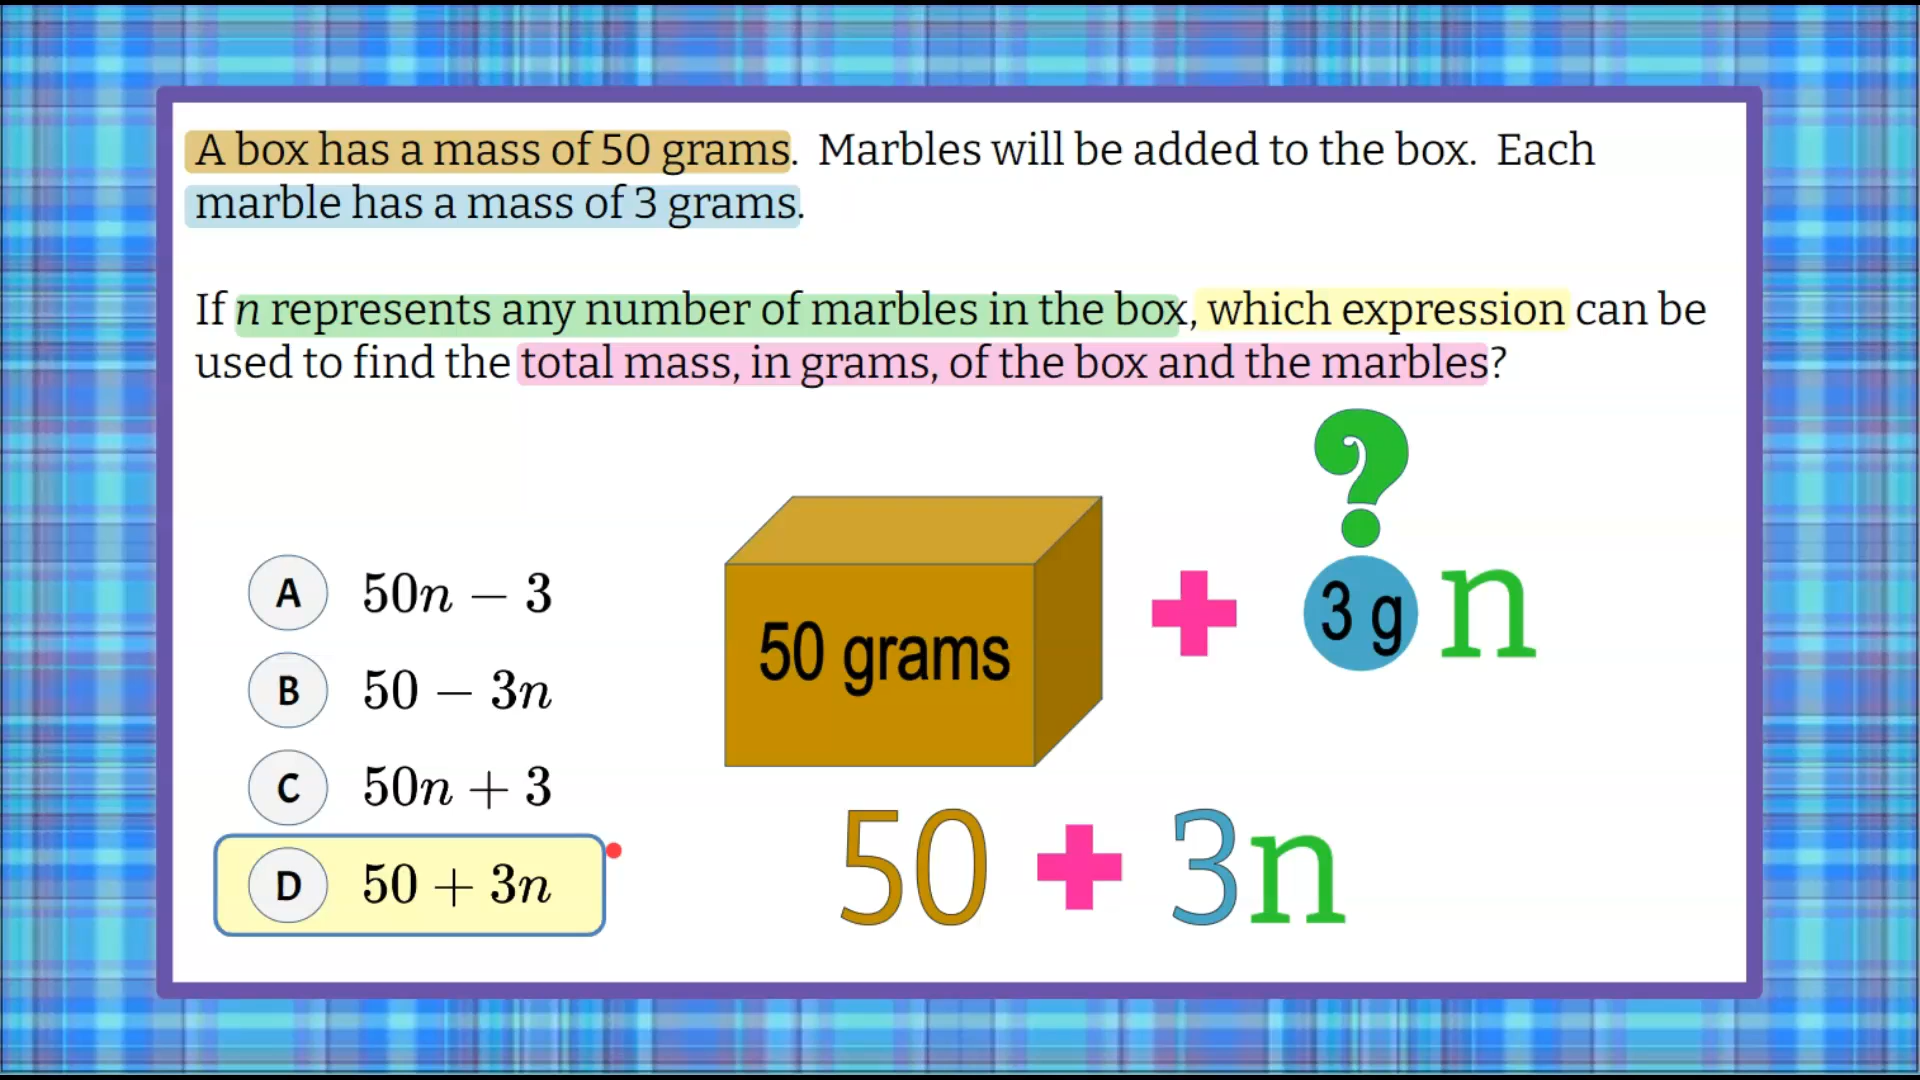 A box has a mass of 50 grams. Marbles will be added to the box. Each
marble has a mass of 3 grams.
If n represents any number of marbles in the box, which expression can be
used to find the total mass, in grams, of the box and the marbles?
A 50n − 3
B 50 − 3n
C 50n + 3
D 50 + 3n
?
50 grams + 3 g n
50 + 3n